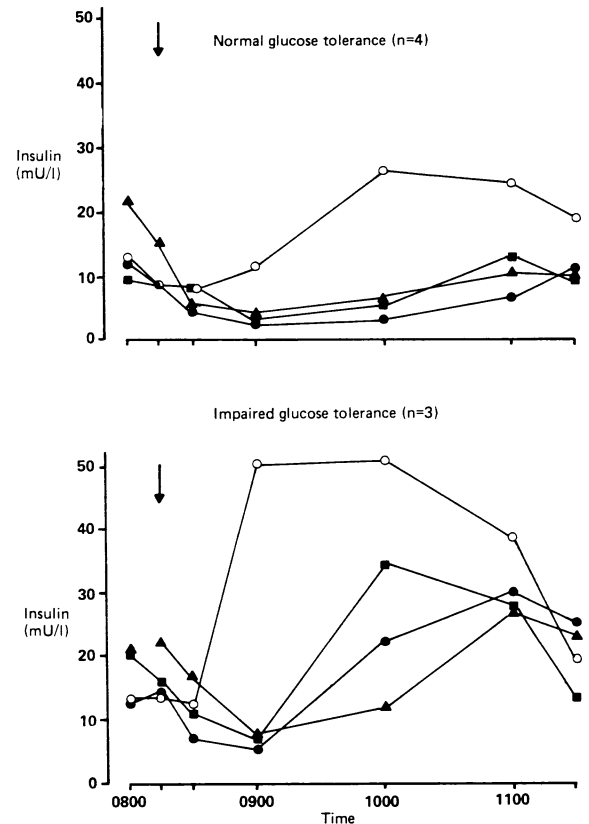 50
Normal glucose tolerance (n=4)
40
30
Insulin
(mU/l)
20
10
0
Impaired glucose tolerance (n=3)
50
40
30
Insulin
(mU/l)
20
10
0
0800 0900 1000 1100
Time